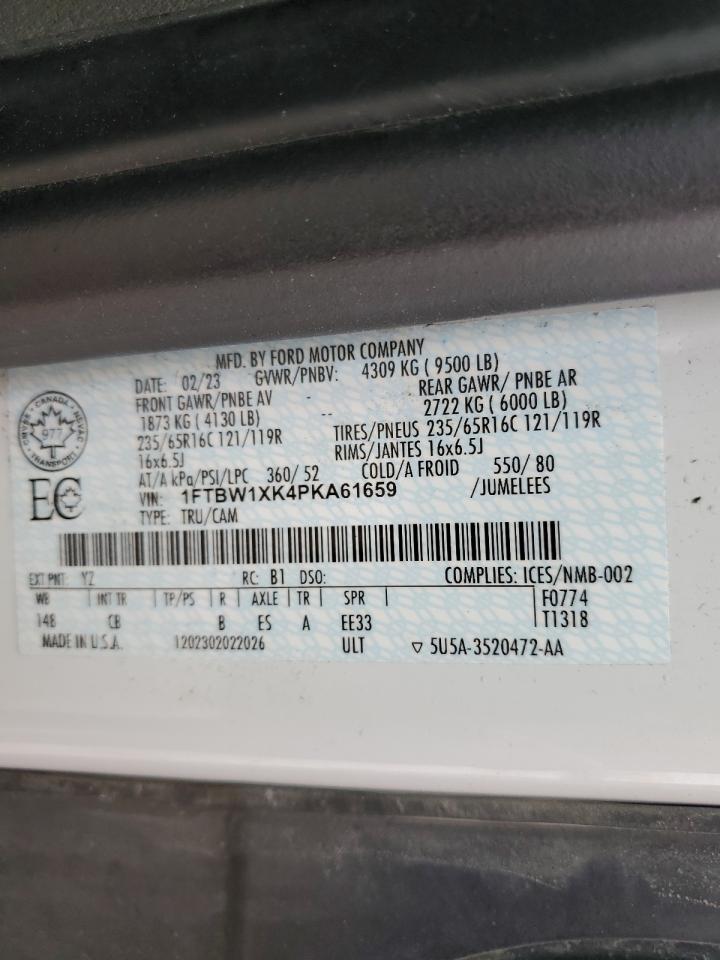 MFD. BY FORD MOTOR COMPANY
DATE: 02/23 GVWR/PNBV: 4309 KG ( 9500 LB)
FRONT GAWR/PNBE AV REAR GAWR/ PNBE AR
1873 KG ( 4130 LB) -- 2722 KG ( 6000 LB)
235/65R16C 121/119R TIRES/PNEUS 235/65R16C 121/119R
16x6.5J RIMS/JANTES 16x6.5J
AT/A kPa/PSI/LPC 360/ 52 COLD/A FROID 550/ 80
VIN: 1FTBW1XK4PKA61659 /JUMELEES
TYPE: TRU/CAM
CANADA
977
TRANSPORT
EC
EXT PNT: YZ RC: B1 DSO: COMPLIES: ICES/NMB-002
WB INT TR TP/PS R AXLE TR SPR F0774
148 CB B ES A EE33 T1318
MADE IN U.S.A. 1202302022026 ULT ▽ 5U5A-3520472-AA